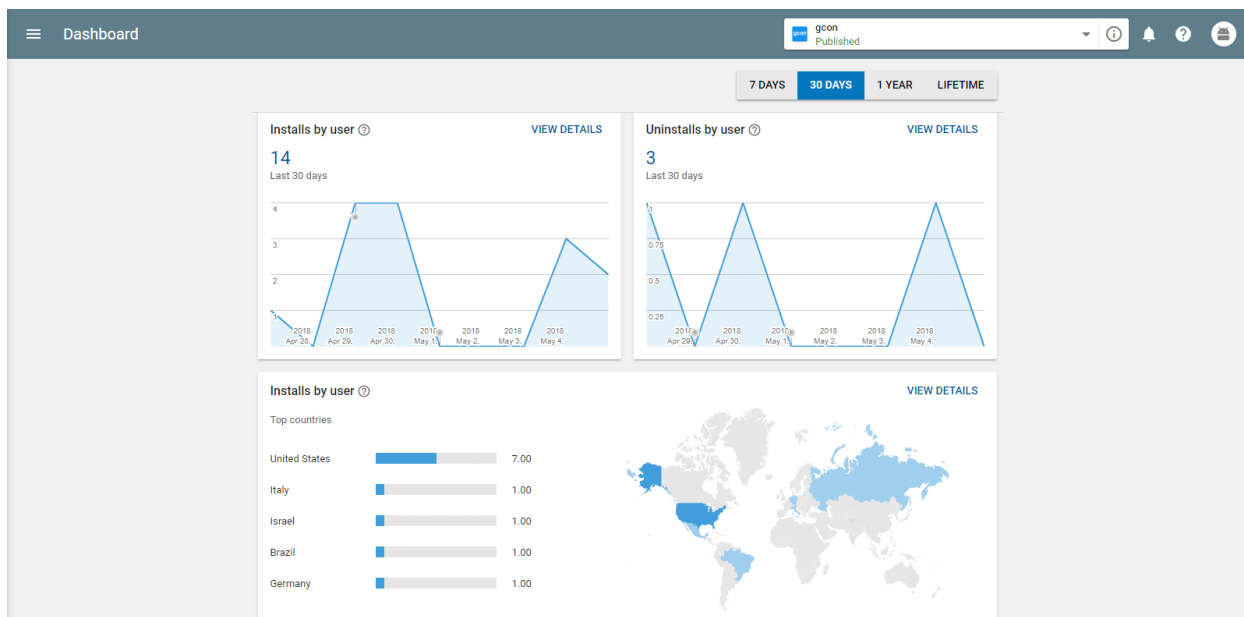 Dashboard
gcon
gcon
Published
7 DAYS 30 DAYS 1 YEAR LIFETIME
Installs by user
VIEW DETAILS
14
Last 30 days
4
3
2
1
2018 2018 2018 2018 2018 2018 2018
Apr 28. Apr 29. Apr 30. May 1. May 2. May 3. May 4.
Uninstalls by user
VIEW DETAILS
3
Last 30 days
1
0.75
0.5
0.25
2018 2018 2018 2018 2018 2018
Apr 29. Apr 30. May 1. May 2. May 3. May 4.
Installs by user
VIEW DETAILS
Top countries
United States 7.00
Italy 1.00
Israel 1.00
Brazil 1.00
Germany 1.00